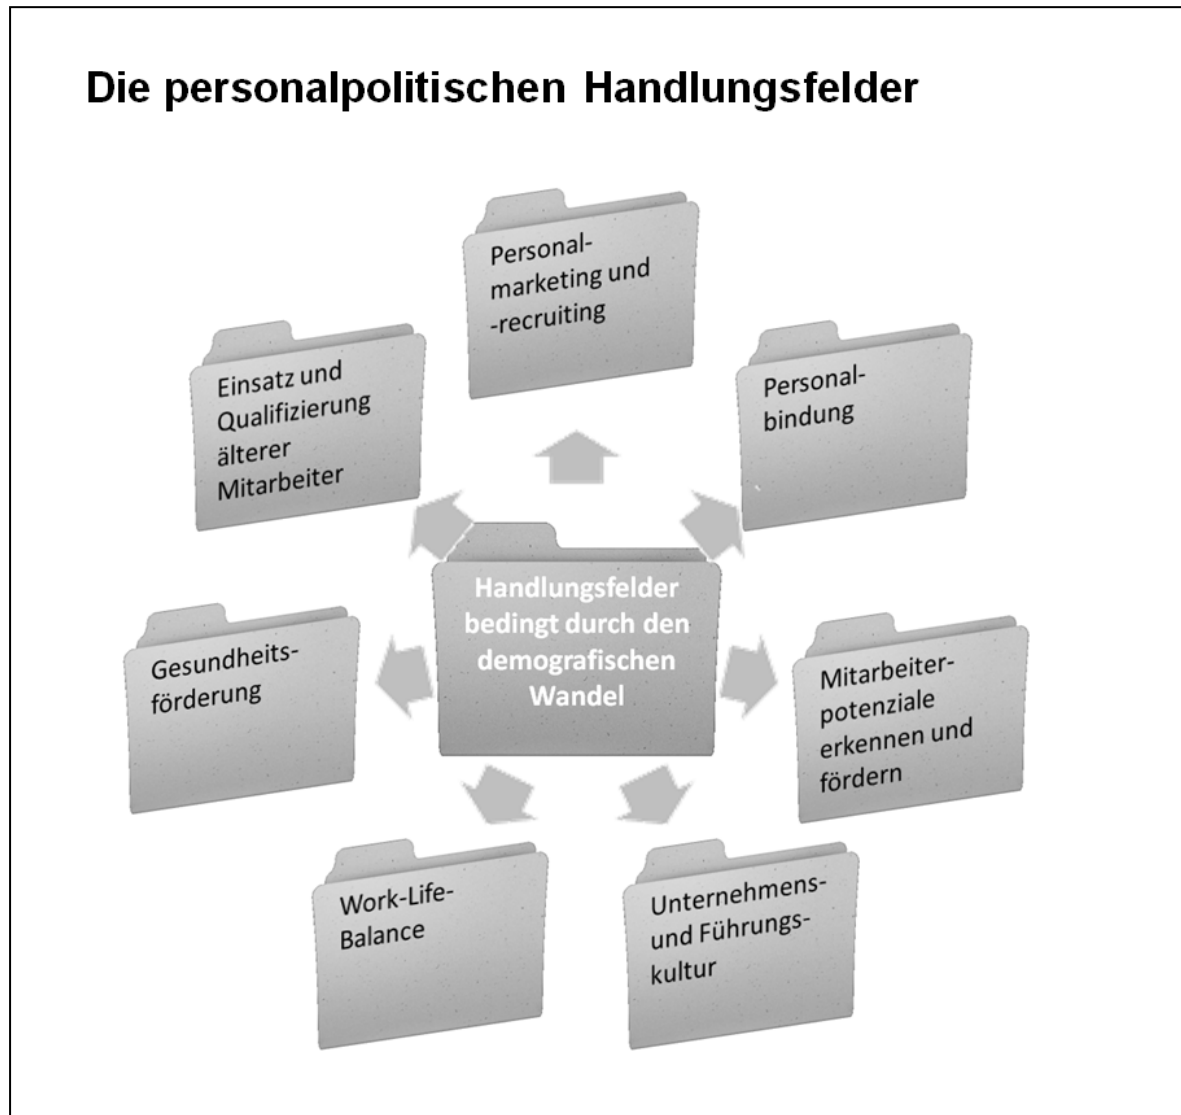 Die personalpolitischen Handlungsfelder
Personal-
marketing und
-recruiting
Einsatz und
Qualifizierung
älterer
Mitarbeiter
Personal-
bindung
Handlungsfelder
bedingt durch den
demografischen
Wandel
Gesundheits-
förderung
Mitarbeiter-
potenziale
erkennen und
fördern
Work-Life-
Balance
Unternehmens-
und Führungs-
kultur